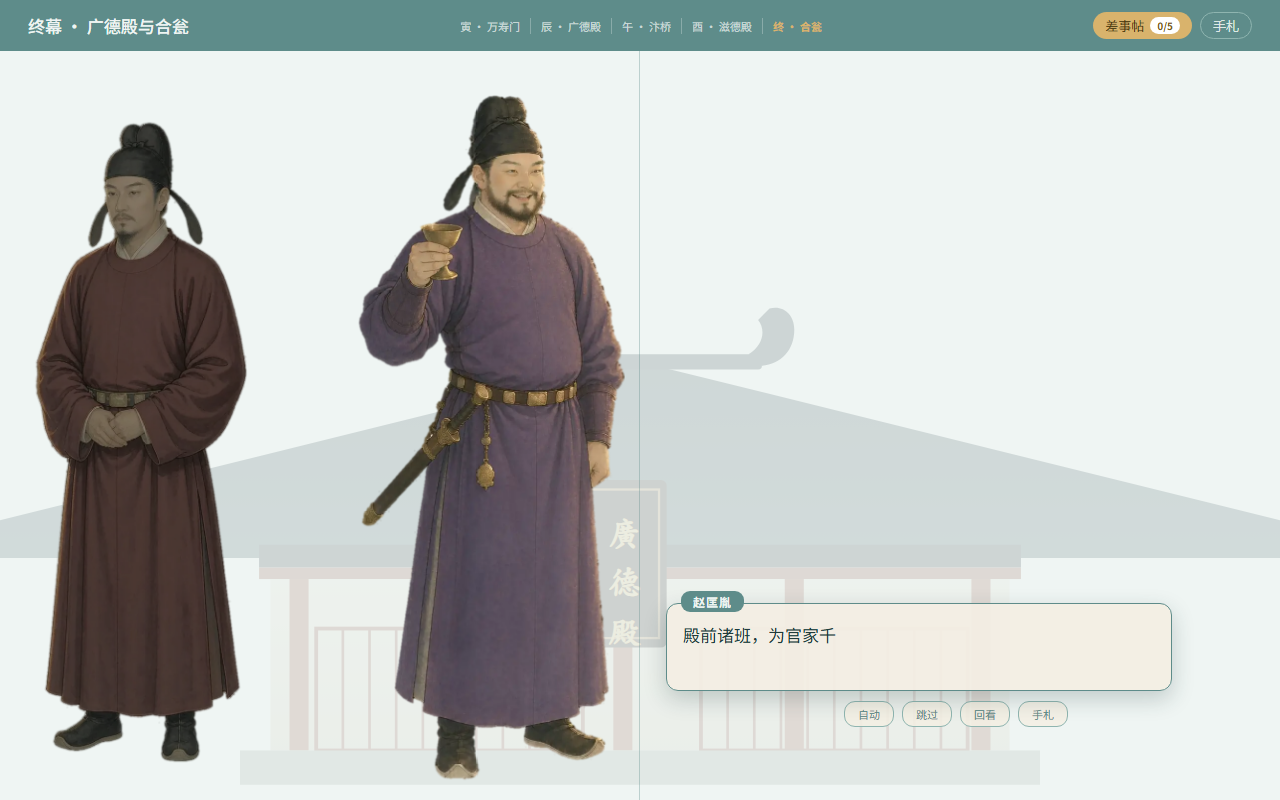 终幕 • 广德殿与合瓮
寅 • 万寿门
辰 • 广德殿
午 • 汴桥
酉 • 滋德殿
终 • 合瓮
差事帖 0/5
手札
廣德殿
赵匡胤
殿前诸班，为官家千
自动
跳过
回看
手札